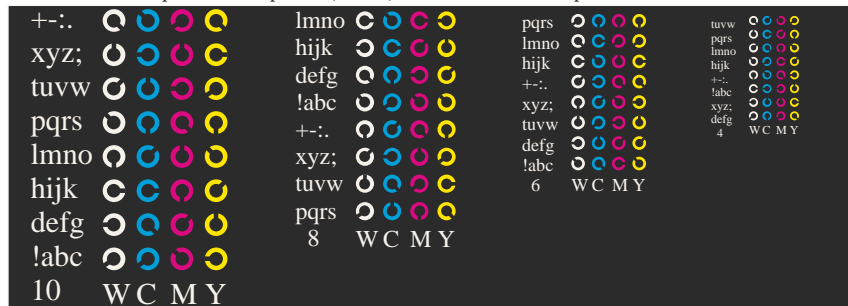 +-:.
xyz;
tuvw
pqrs
lmno
hijk
defg
!abc
10 W C M Y
lmno
hijk
defg
!abc
+-:.
xyz;
tuvw
pqrs
8 W C M Y
pqrs
lmno
hijk
+-:.
xyz;
tuvw
defg
!abc
6 W C M Y
tuvw
pqrs
lmno
hijk
+-:.
!abc
xyz;
defg
4 W C M Y